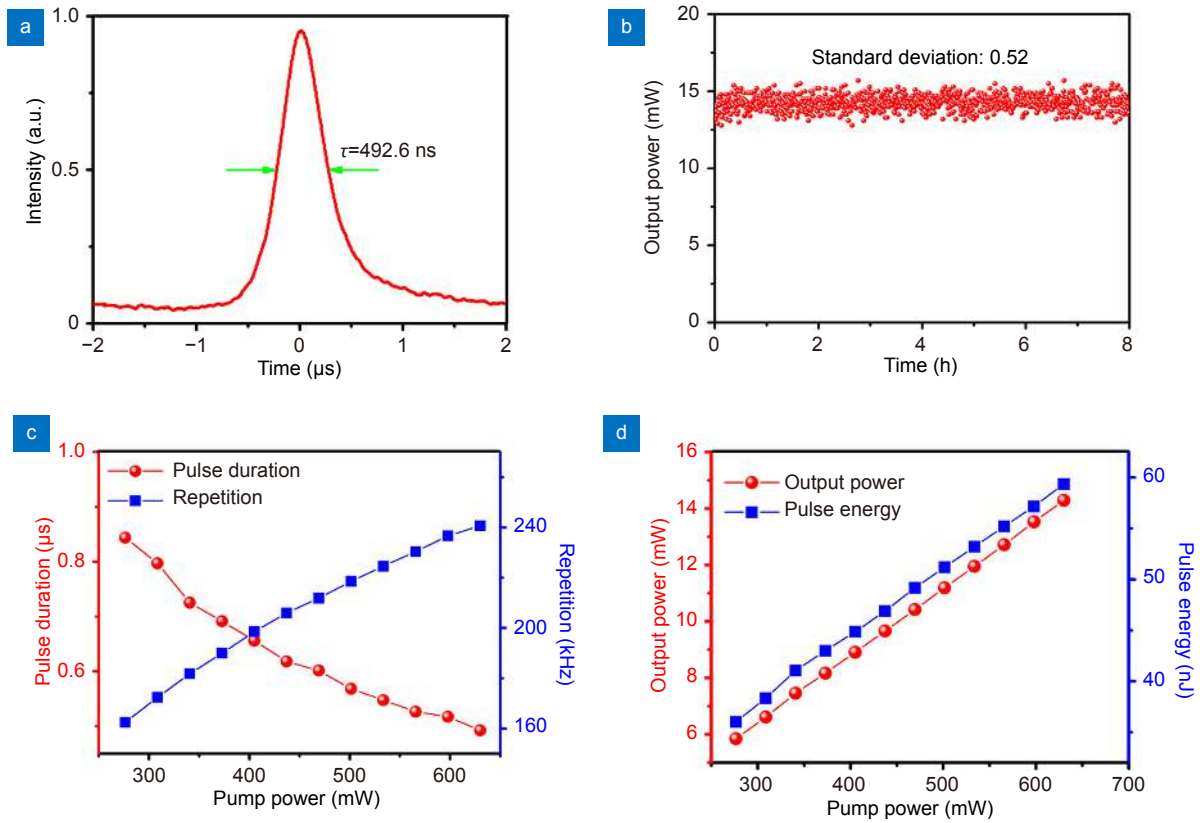 a
1.0
0.5
0
Intensity (a.u.)
τ=492.6 ns
−2
−1
0
1
2
Time (μs)
b
20
15
10
5
0
Output power (mW)
Standard deviation: 0.52
0
2
4
6
8
Time (h)
c
1.0
0.8
0.6
Pulse duration (μs)
Pulse duration
Repetition
240
200
160
Repetition (kHz)
300
400
500
600
Pump power (mW)
d
16
14
12
10
8
6
Output power (mW)
Output power
Pulse energy
60
50
40
Pulse energy (nJ)
300
400
500
600
700
Pump power (mW)